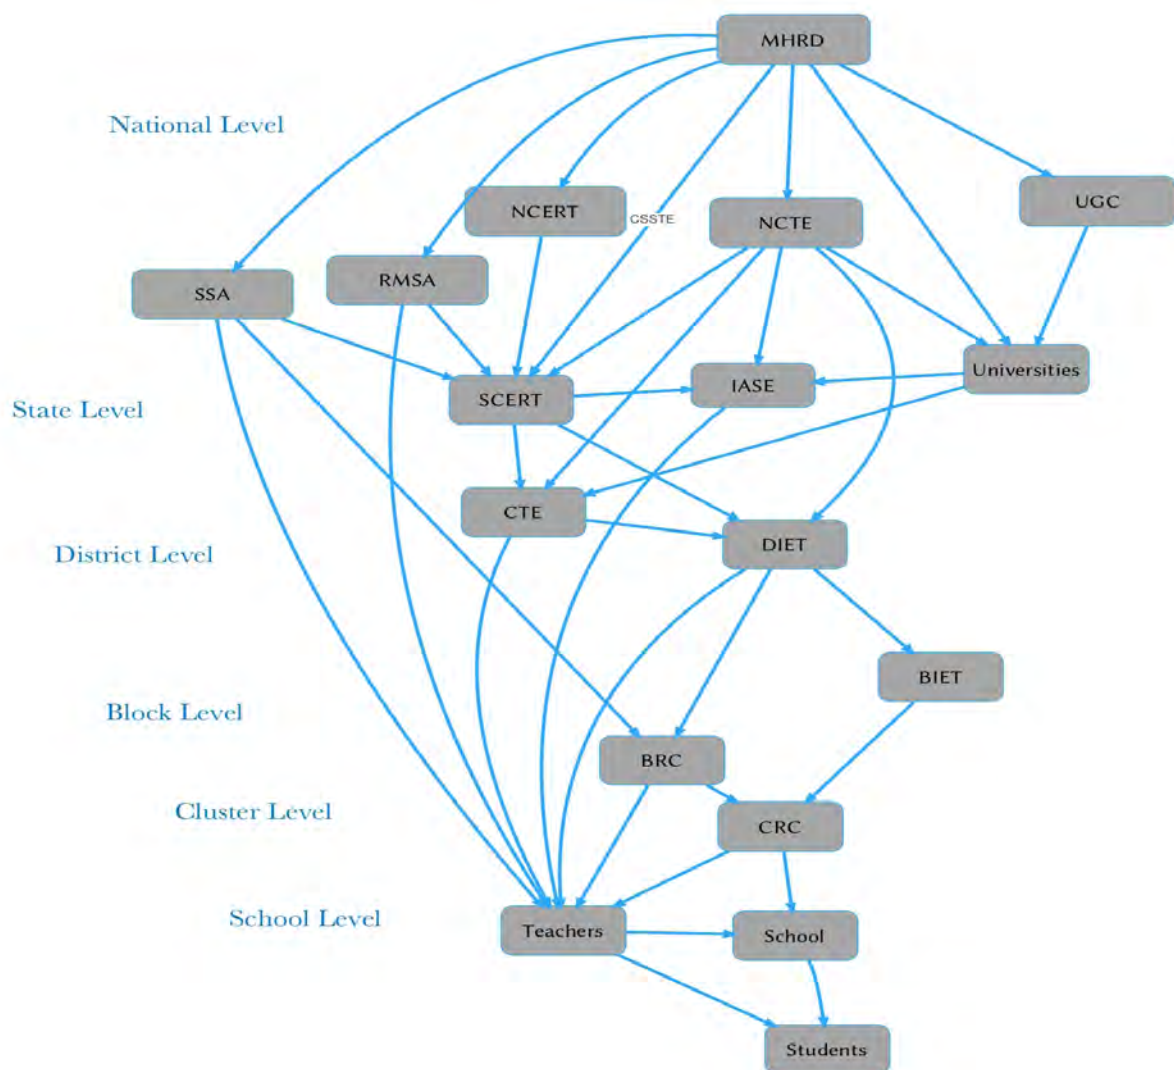 MHRD
National Level
UGC
NCERT
CSSTE
NCTE
SSA
RMSA
Universities
SCERT
IASE
State Level
CTE
DIET
District Level
BIET
Block Level
BRC
Cluster Level
CRC
School Level
Teachers
School
Students